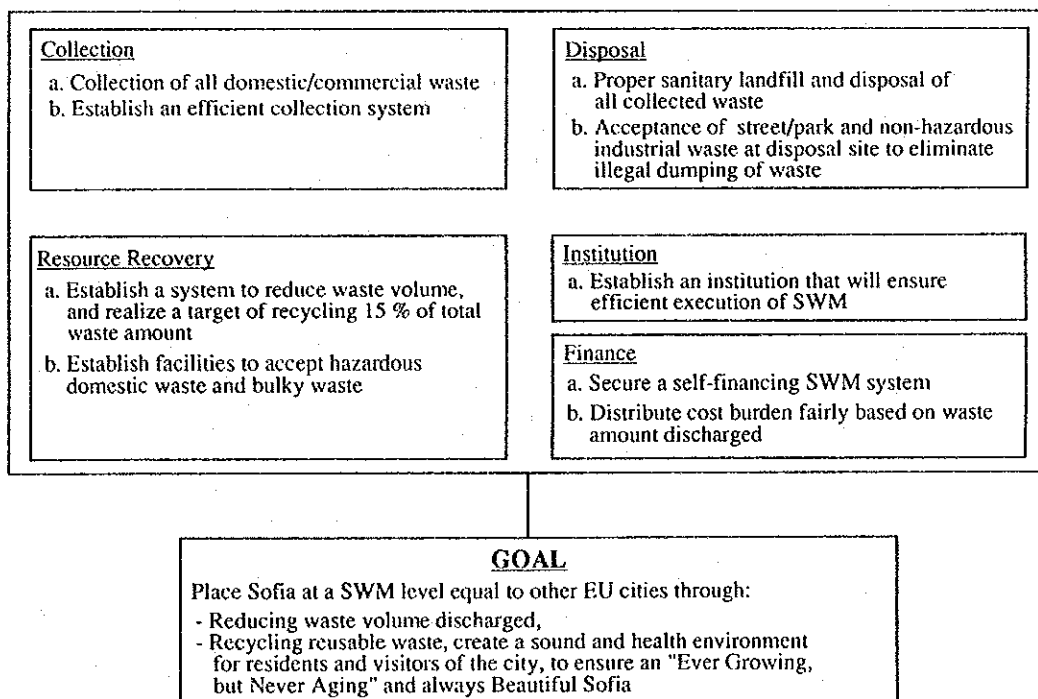 Collection
a. Collection of all domestic/commercial waste
b. Establish an efficient collection system
Disposal
a. Proper sanitary landfill and disposal of
all collected waste
b. Acceptance of street/park and non-hazardous
industrial waste at disposal site to eliminate
illegal dumping of waste
Resource Recovery
a. Establish a system to reduce waste volume,
and realize a target of recycling 15 % of total
waste amount
b. Establish facilities to accept hazardous
domestic waste and bulky waste
Institution
a. Establish an institution that will ensure
efficient execution of SWM
Finance
a. Secure a self-financing SWM system
b. Distribute cost burden fairly based on waste
amount discharged
GOAL
Place Sofia at a SWM level equal to other EU cities through:
- Reducing waste volume discharged,
- Recycling reusable waste, create a sound and health environment
for residents and visitors of the city, to ensure an "Ever Growing,
but Never Aging" and always Beautiful Sofia